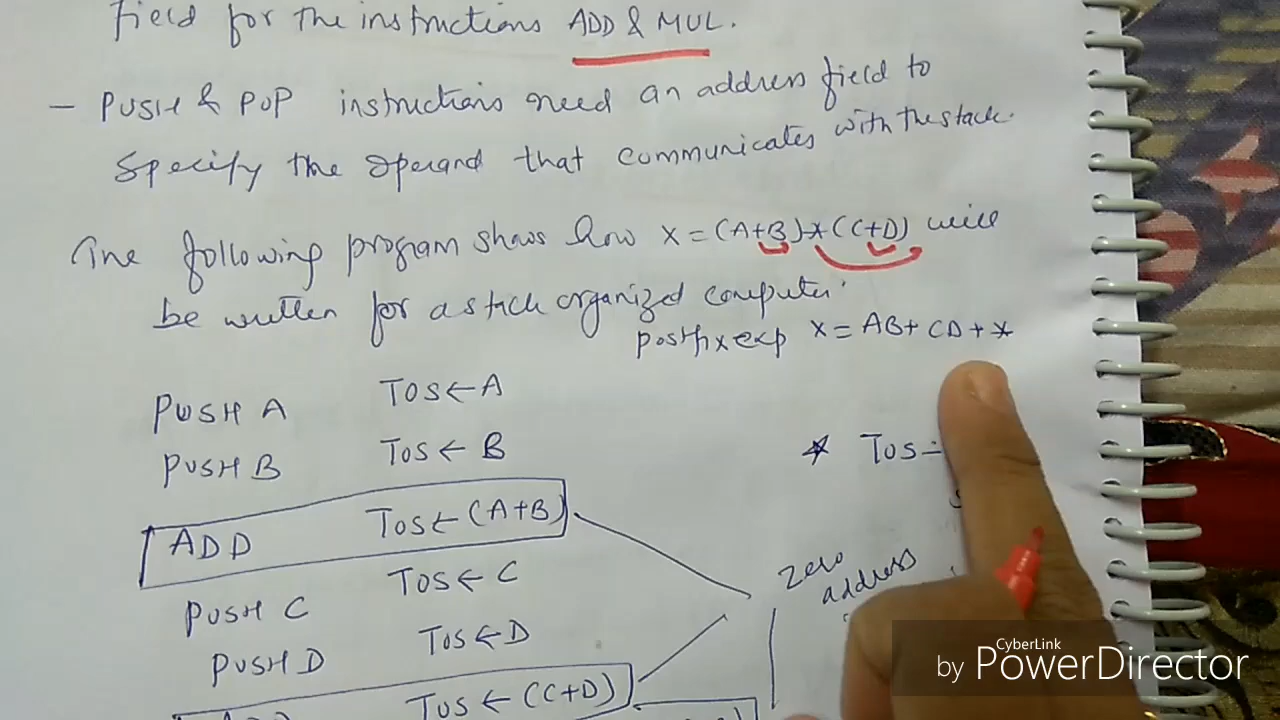 field for the instructions ADD & MUL.
- PUSH & POP instructions need an address field to
specify the operand that communicates with the stack.
The following program shows how X = (A+B)*(C+D) will
be written for a stack organized computer.
postfix exp X = AB+ CD+*
PUSH A TOS ← A
PUSH B TOS ← B
* TOS =
ADD TOS ← (A+B)
zero
address
PUSH C TOS ← C
PUSH D TOS ← D
TOS ← (C+D)
CyberLink
by PowerDirector